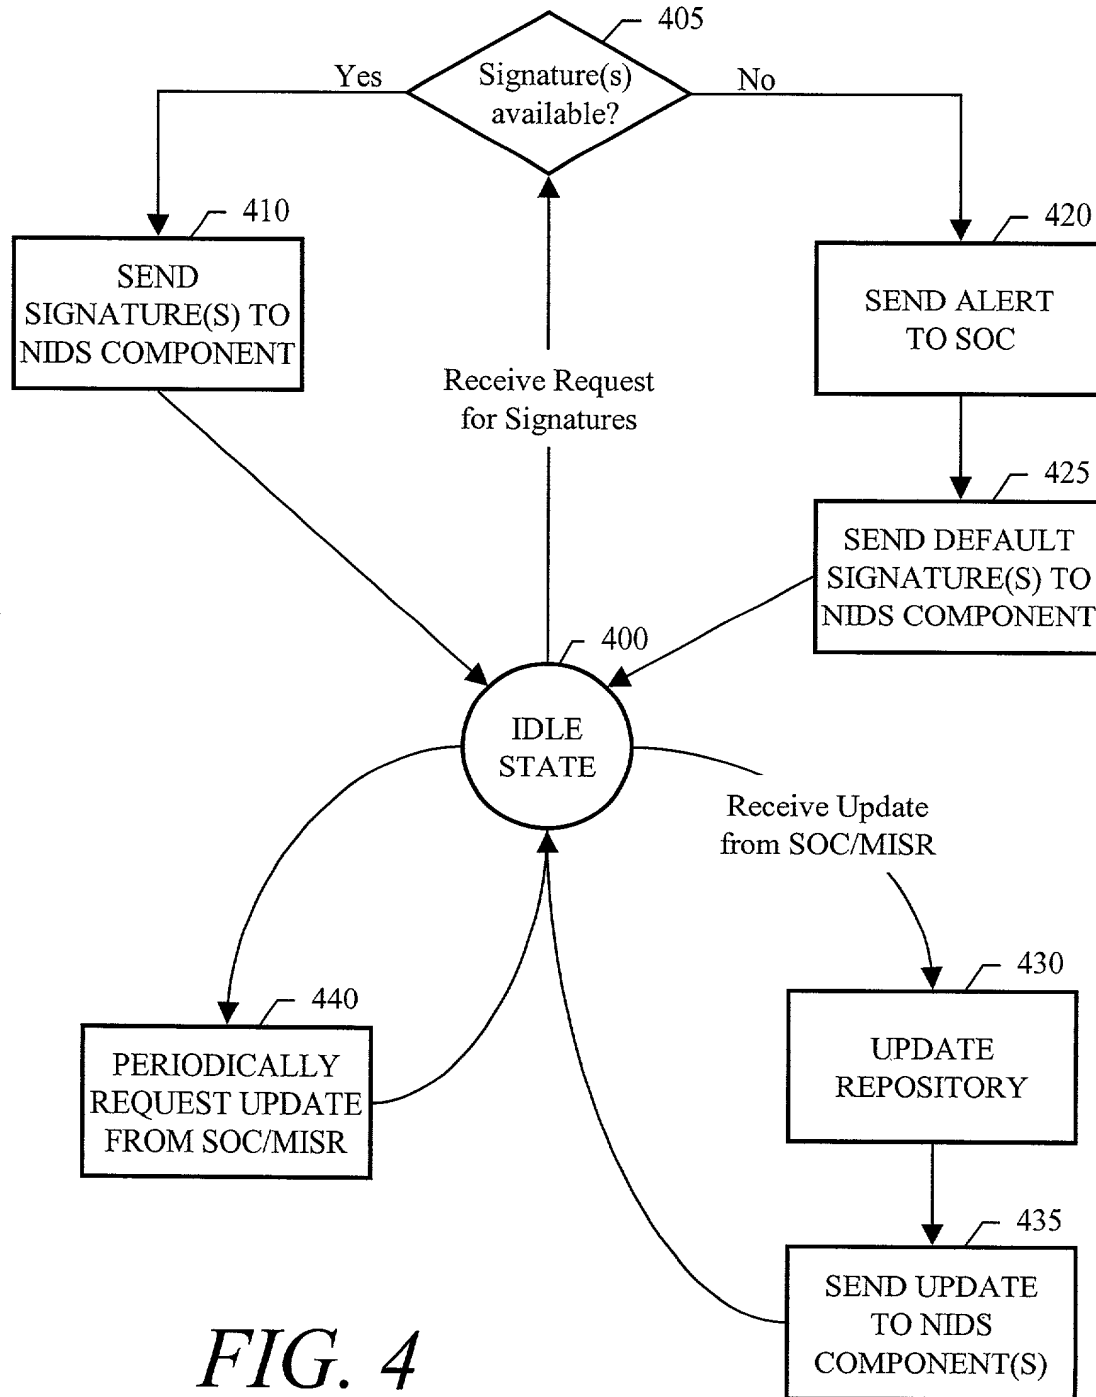 405
Yes
Signature(s)
available?
No
410
SEND
SIGNATURE(S) TO
NIDS COMPONENT
420
SEND ALERT
TO SOC
Receive Request
for Signatures
425
SEND DEFAULT
SIGNATURE(S) TO
NIDS COMPONENT
400
IDLE
STATE
Receive Update
from SOC/MISR
430
UPDATE
REPOSITORY
440
PERIODICALLY
REQUEST UPDATE
FROM SOC/MISR
435
SEND UPDATE
TO NIDS
COMPONENT(S)
FIG. 4